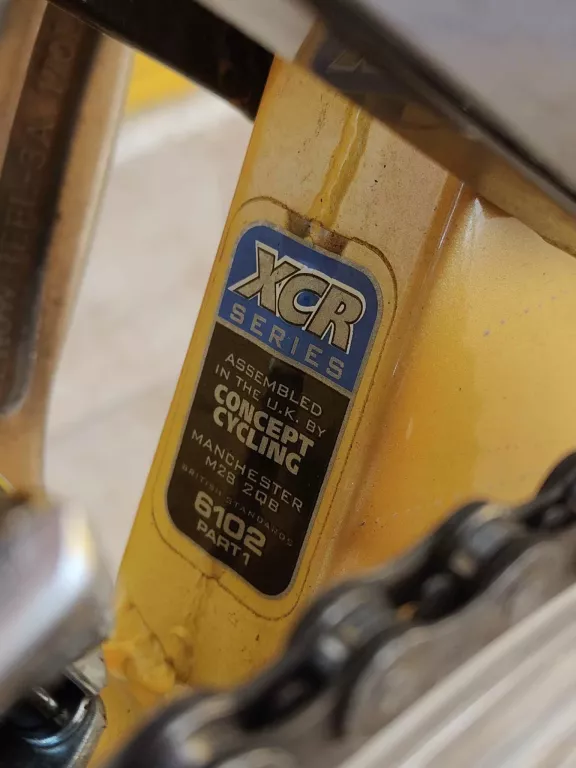 XCR
SERIES
ASSEMBLED
IN THE U.K. BY
CONCEPT
CYCLING
MANCHESTER
M28 2QB
BRITISH STANDARDS
6102
PART1